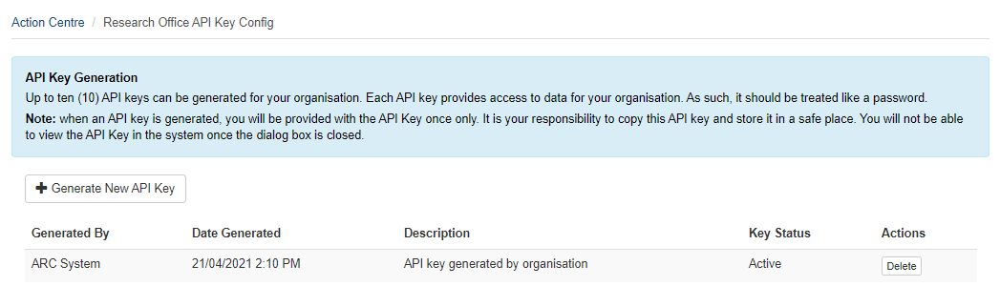 Action Centre / Research Office API Key Config
API Key Generation
Up to ten (10) API keys can be generated for your organisation. Each API key provides access to data for your organisation. As such, it should be treated like a password.
Note: when an API key is generated, you will be provided with the API Key once only. It is your responsibility to copy this API key and store it in a safe place. You will not be able
to view the API Key in the system once the dialog box is closed.
Generate New API Key
Generated By Date Generated Description Key Status Actions
ARC System 21/04/2021 2:10 PM API key generated by organisation Active Delete